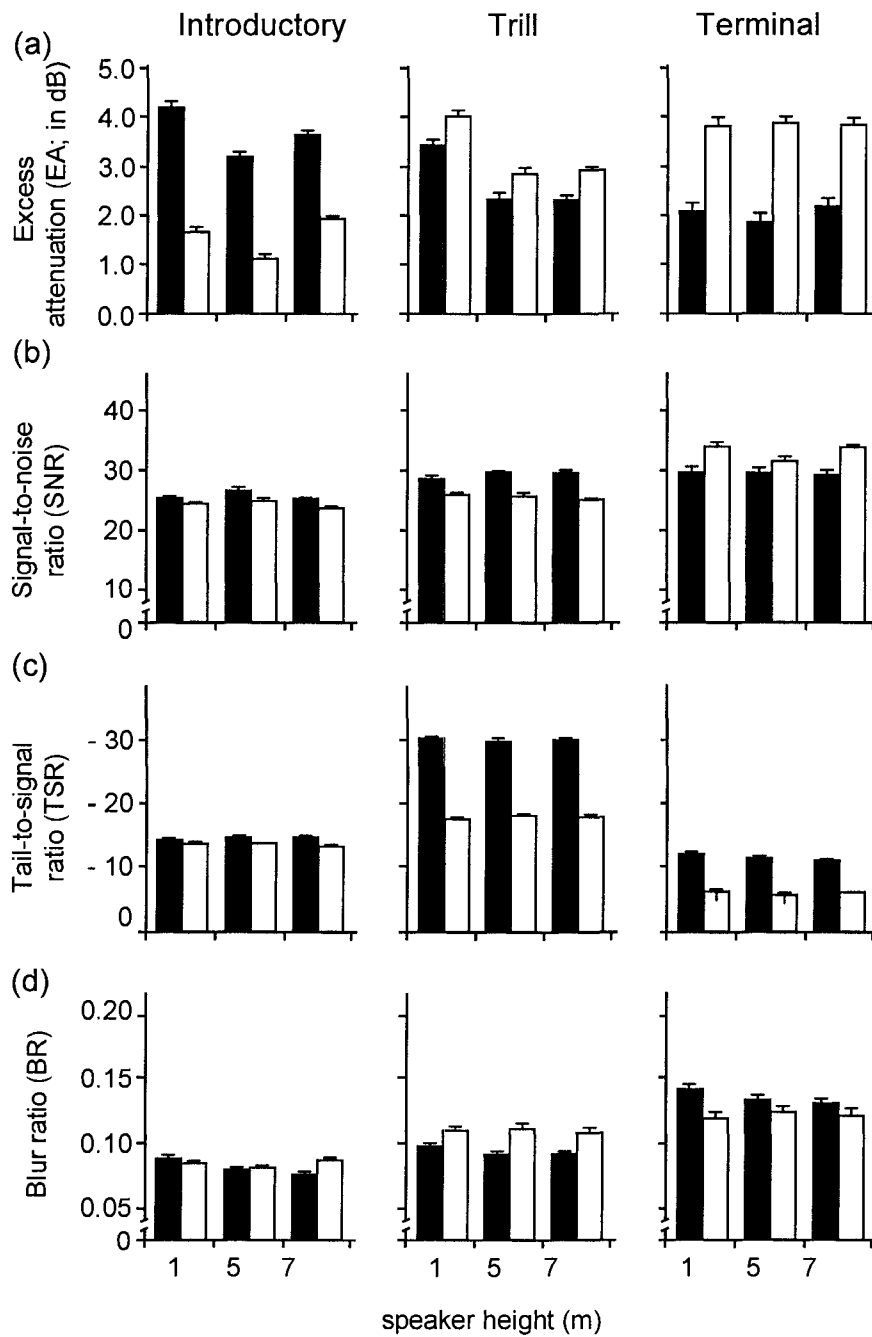 Introductory Trill Terminal
(a)
Excess
attenuation (EA; in dB)
5.0
4.0
3.0
2.0
1.0
0.0
(b)
Signal-to-noise
ratio (SNR)
40
30
20
10
0
(c)
Tail-to-signal
ratio (TSR)
- 30
- 20
- 10
0
(d)
Blur ratio (BR)
0.20
0.15
0.10
0.05
0
1 5 7 1 5 7 1 5 7
speaker height (m)